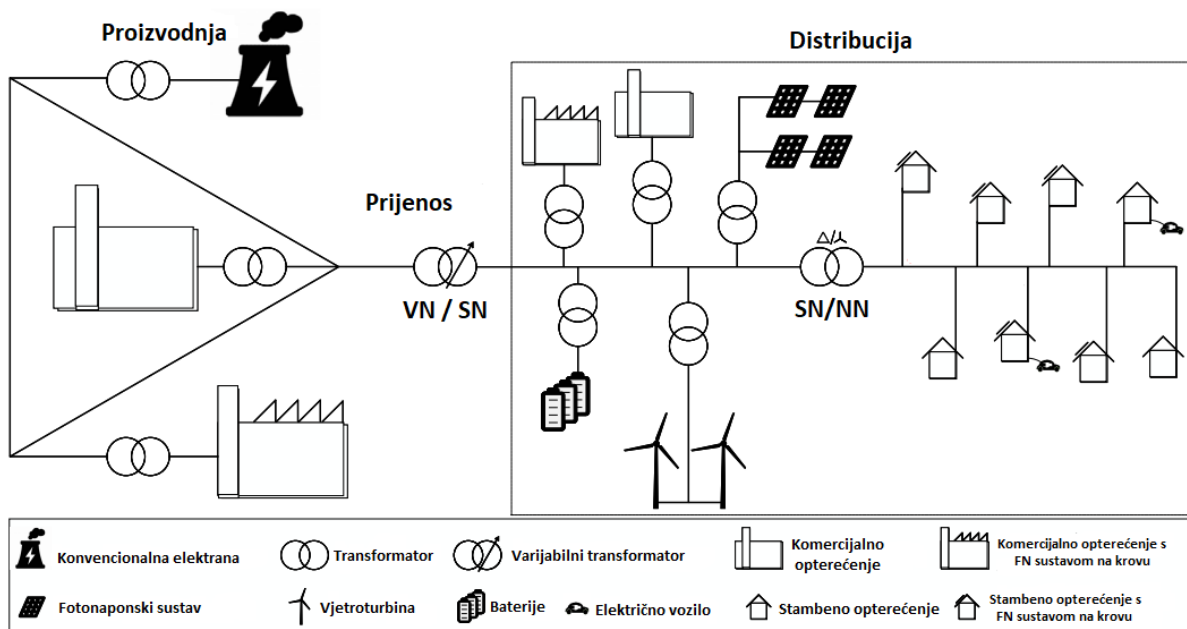 Proizvodnja
Distribucija
Prijenos
VN / SN
Δ/⅄
SN/NN
Konvencionalna elektrana
Transformator
Varijabilni transformator
Komercijalno
opterećenje
Komercijalno opterećenje s
FN sustavom na krovu
Fotonaponski sustav
Vjetroturbina
Baterije
Električno vozilo
Stambeno opterećenje
Stambeno opterećenje s
FN sustavom na krovu